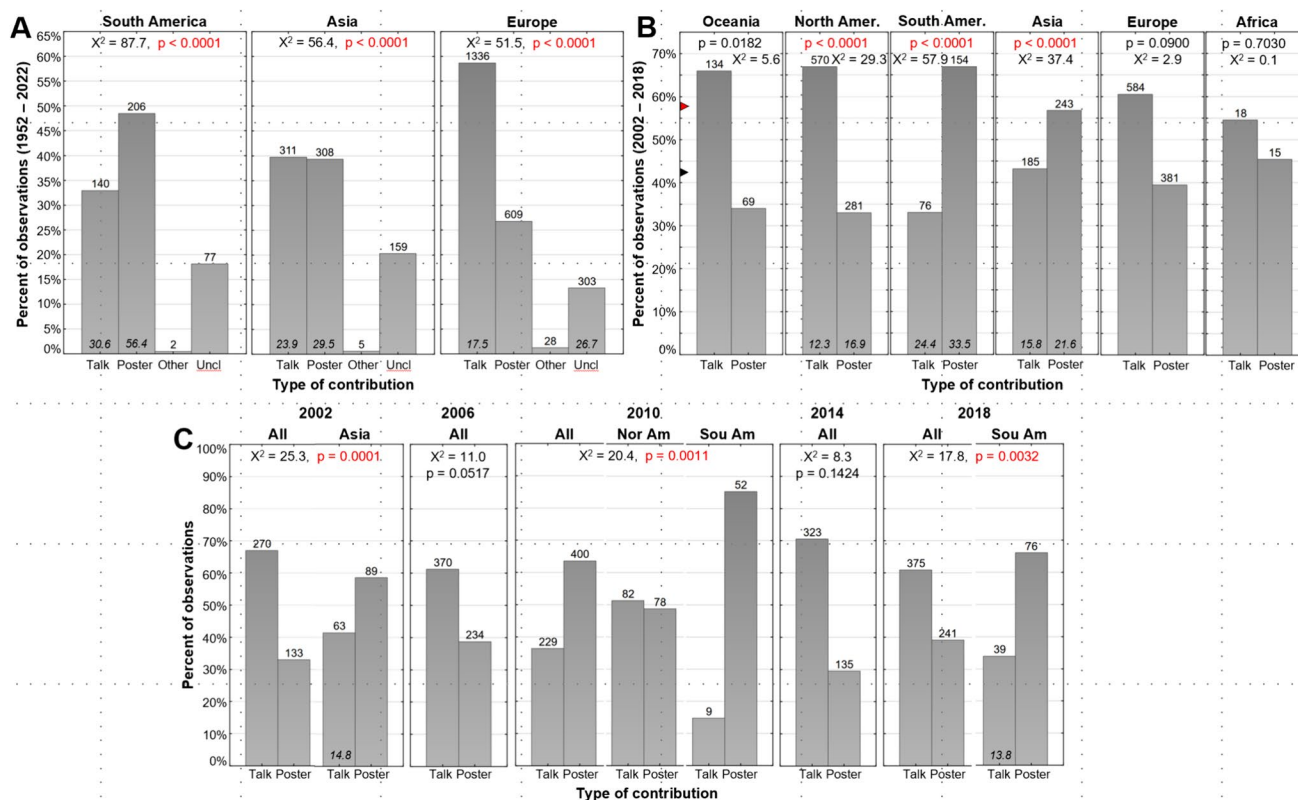 A
South America Asia Europe
X² = 87.7, p < 0.0001 X² = 56.4, p < 0.0001 X² = 51.5, p < 0.0001
Percent of observations (1952 – 2022)
65%
60%
55%
50%
45%
40%
35%
30%
25%
20%
15%
10%
5%
0%
140 206 2 77
311 308 5 159
1336 609 28 303
30.6 56.4 23.9 29.5 17.5 26.7
Talk Poster Other Uncl Talk Poster Other Uncl Talk Poster Other Uncl
Type of contribution
B
Oceania North Amer. South Amer. Asia Europe Africa
p = 0.0182 p < 0.0001 p < 0.0001 p < 0.0001 p = 0.0900 p = 0.7030
X² = 5.6 X² = 29.3 X² = 57.9 X² = 37.4 X² = 2.9 X² = 0.1
Percent of observations (2002 – 2018)
70%
60%
50%
40%
30%
20%
10%
0%
134 69
570 281
76 154
185 243
584 381
18 15
12.3 16.9 24.4 33.5 15.8 21.6
Talk Poster Talk Poster Talk Poster Talk Poster Talk Poster Talk Poster
Type of contribution
C
2002 2006 2010 2014 2018
All Asia All All Nor Am Sou Am All All Sou Am
X² = 25.3, p = 0.0001 X² = 11.0 X² = 20.4, p = 0.0011 X² = 8.3 X² = 17.8, p = 0.0032
p = 0.0517 p = 0.1424
Percent of observations
100%
90%
80%
70%
60%
50%
40%
30%
20%
10%
0%
270 133 63 89
370 234
229 400 82 78 9 52
323 135
375 241 39 76
14.8 13.8
Talk Poster Talk Poster Talk Poster Talk Poster Talk Poster Talk Poster Talk Poster Talk Poster Talk Poster
Type of contribution